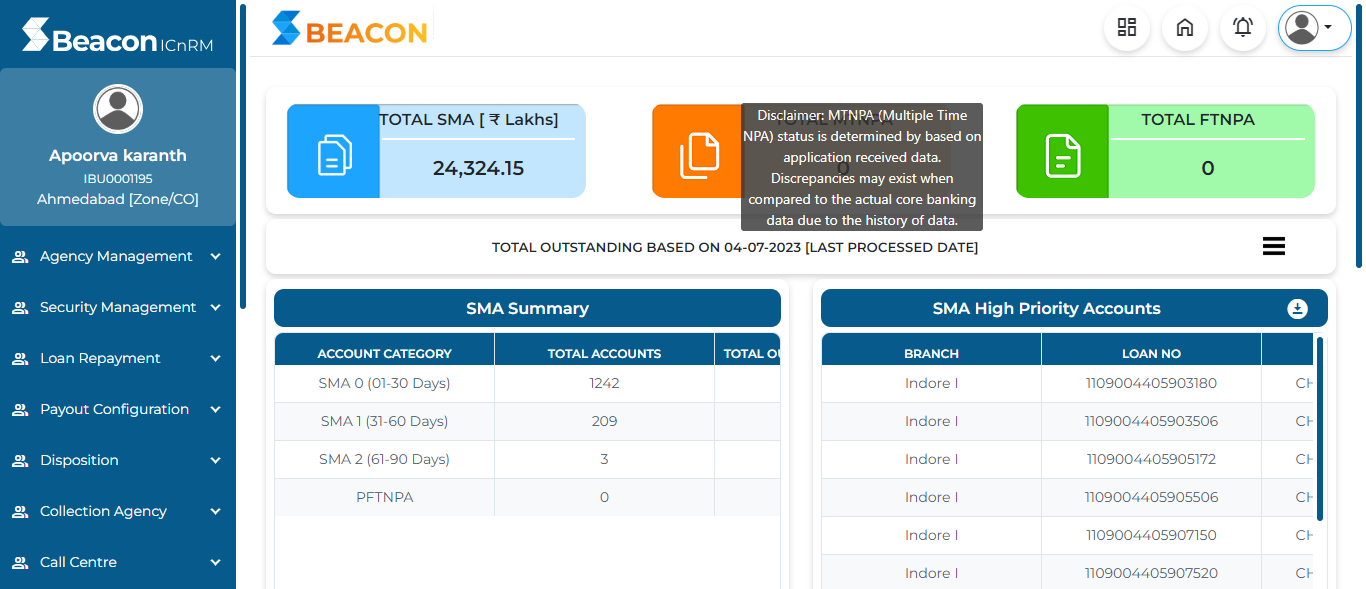 Beacon ICnRM
Apoorva karanth
IBU0001195
Ahmedabad [Zone/CO]
Agency Management
Security Management
Loan Repayment
Payout Configuration
Disposition
Collection Agency
Call Centre
BEACON
TOTAL SMA [ ₹ Lakhs]
24,324.15
TOTAL MTNPA
0
Disclaimer: MTNPA (Multiple Time
NPA) status is determined by based on
application received data.
Discrepancies may exist when
compared to the actual core banking
data due to the history of data.
TOTAL FTNPA
0
TOTAL OUTSTANDING BASED ON 04-07-2023 [LAST PROCESSED DATE]
SMA Summary
ACCOUNT CATEGORY TOTAL ACCOUNTS TOTAL OU
SMA 0 (01-30 Days) 1242
SMA 1 (31-60 Days) 209
SMA 2 (61-90 Days) 3
PFTNPA 0
SMA High Priority Accounts
BRANCH LOAN NO
Indore I 1109004405903180 CH
Indore I 1109004405903506 CH
Indore I 1109004405905172 CH
Indore I 1109004405905506 CH
Indore I 1109004405907150 CH
Indore I 1109004405907520 CH